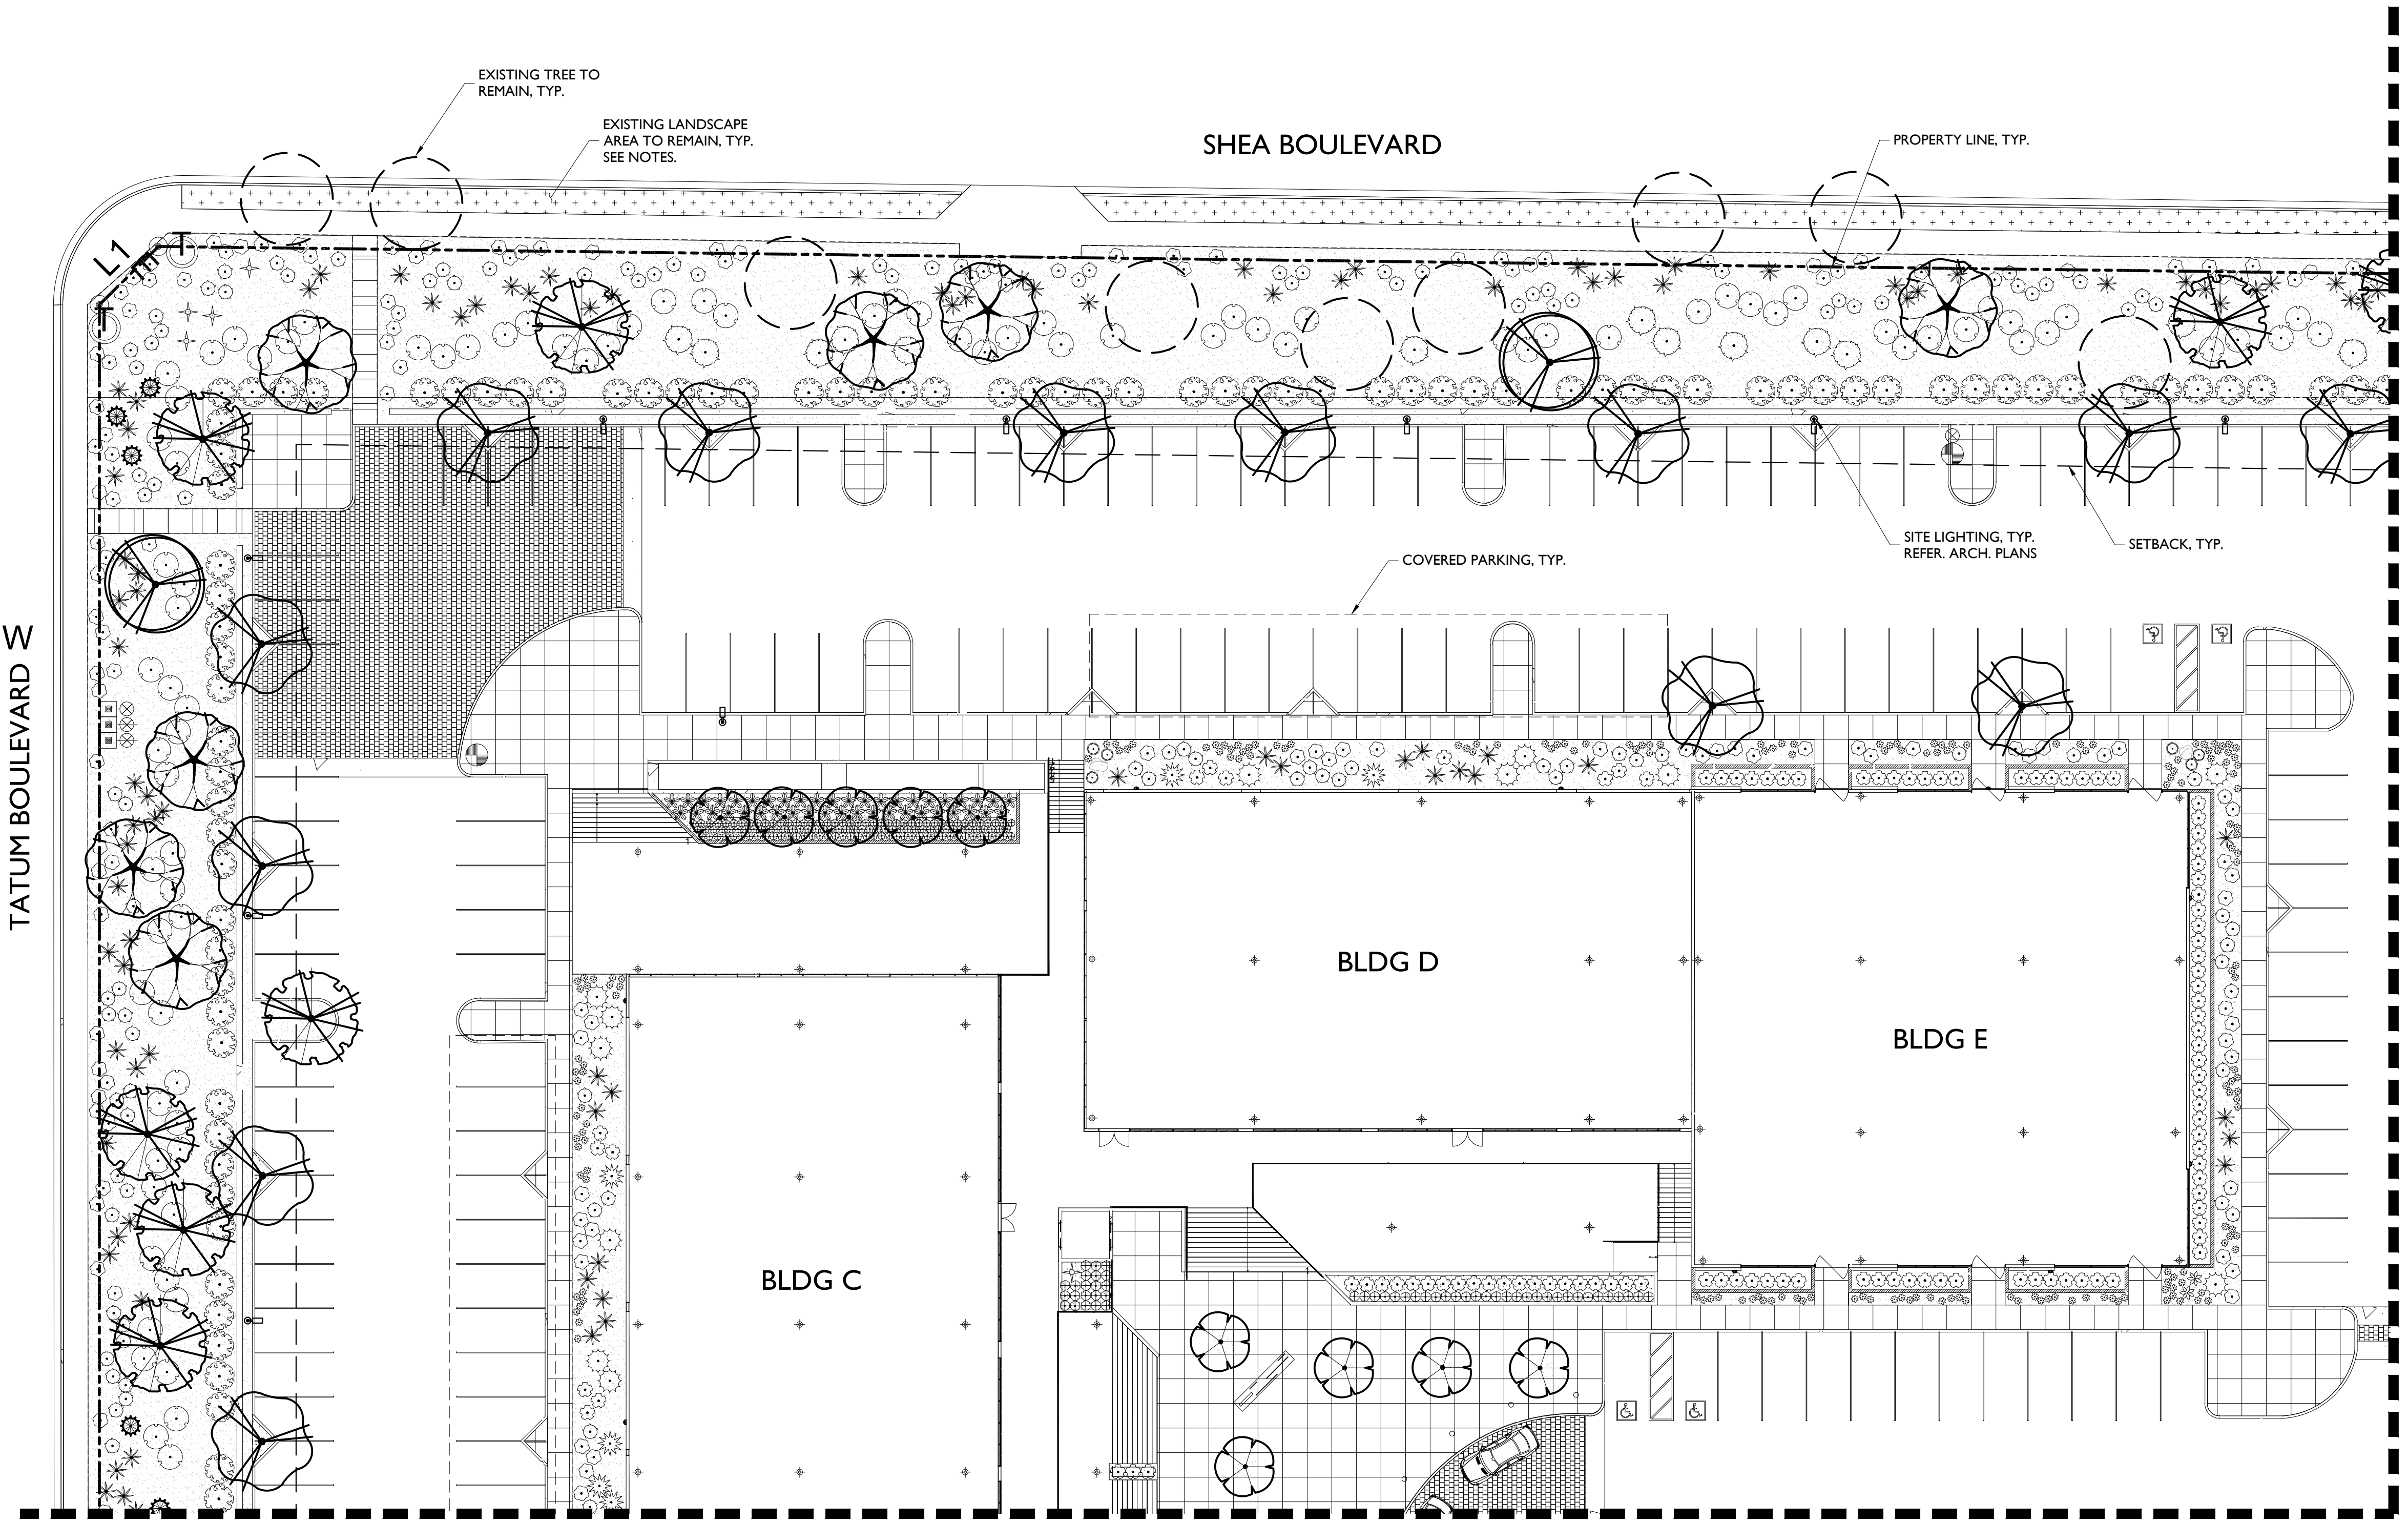 EXISTING TREE TO
REMAIN, TYP.
EXISTING LANDSCAPE
AREA TO REMAIN, TYP.
SEE NOTES.
SHEA BOULEVARD
PROPERTY LINE, TYP.
L1
T
T
SITE LIGHTING, TYP.
REFER. ARCH. PLANS
SETBACK, TYP.
COVERED PARKING, TYP.
TATUM BOULEVARD W
BLDG D
BLDG E
BLDG C